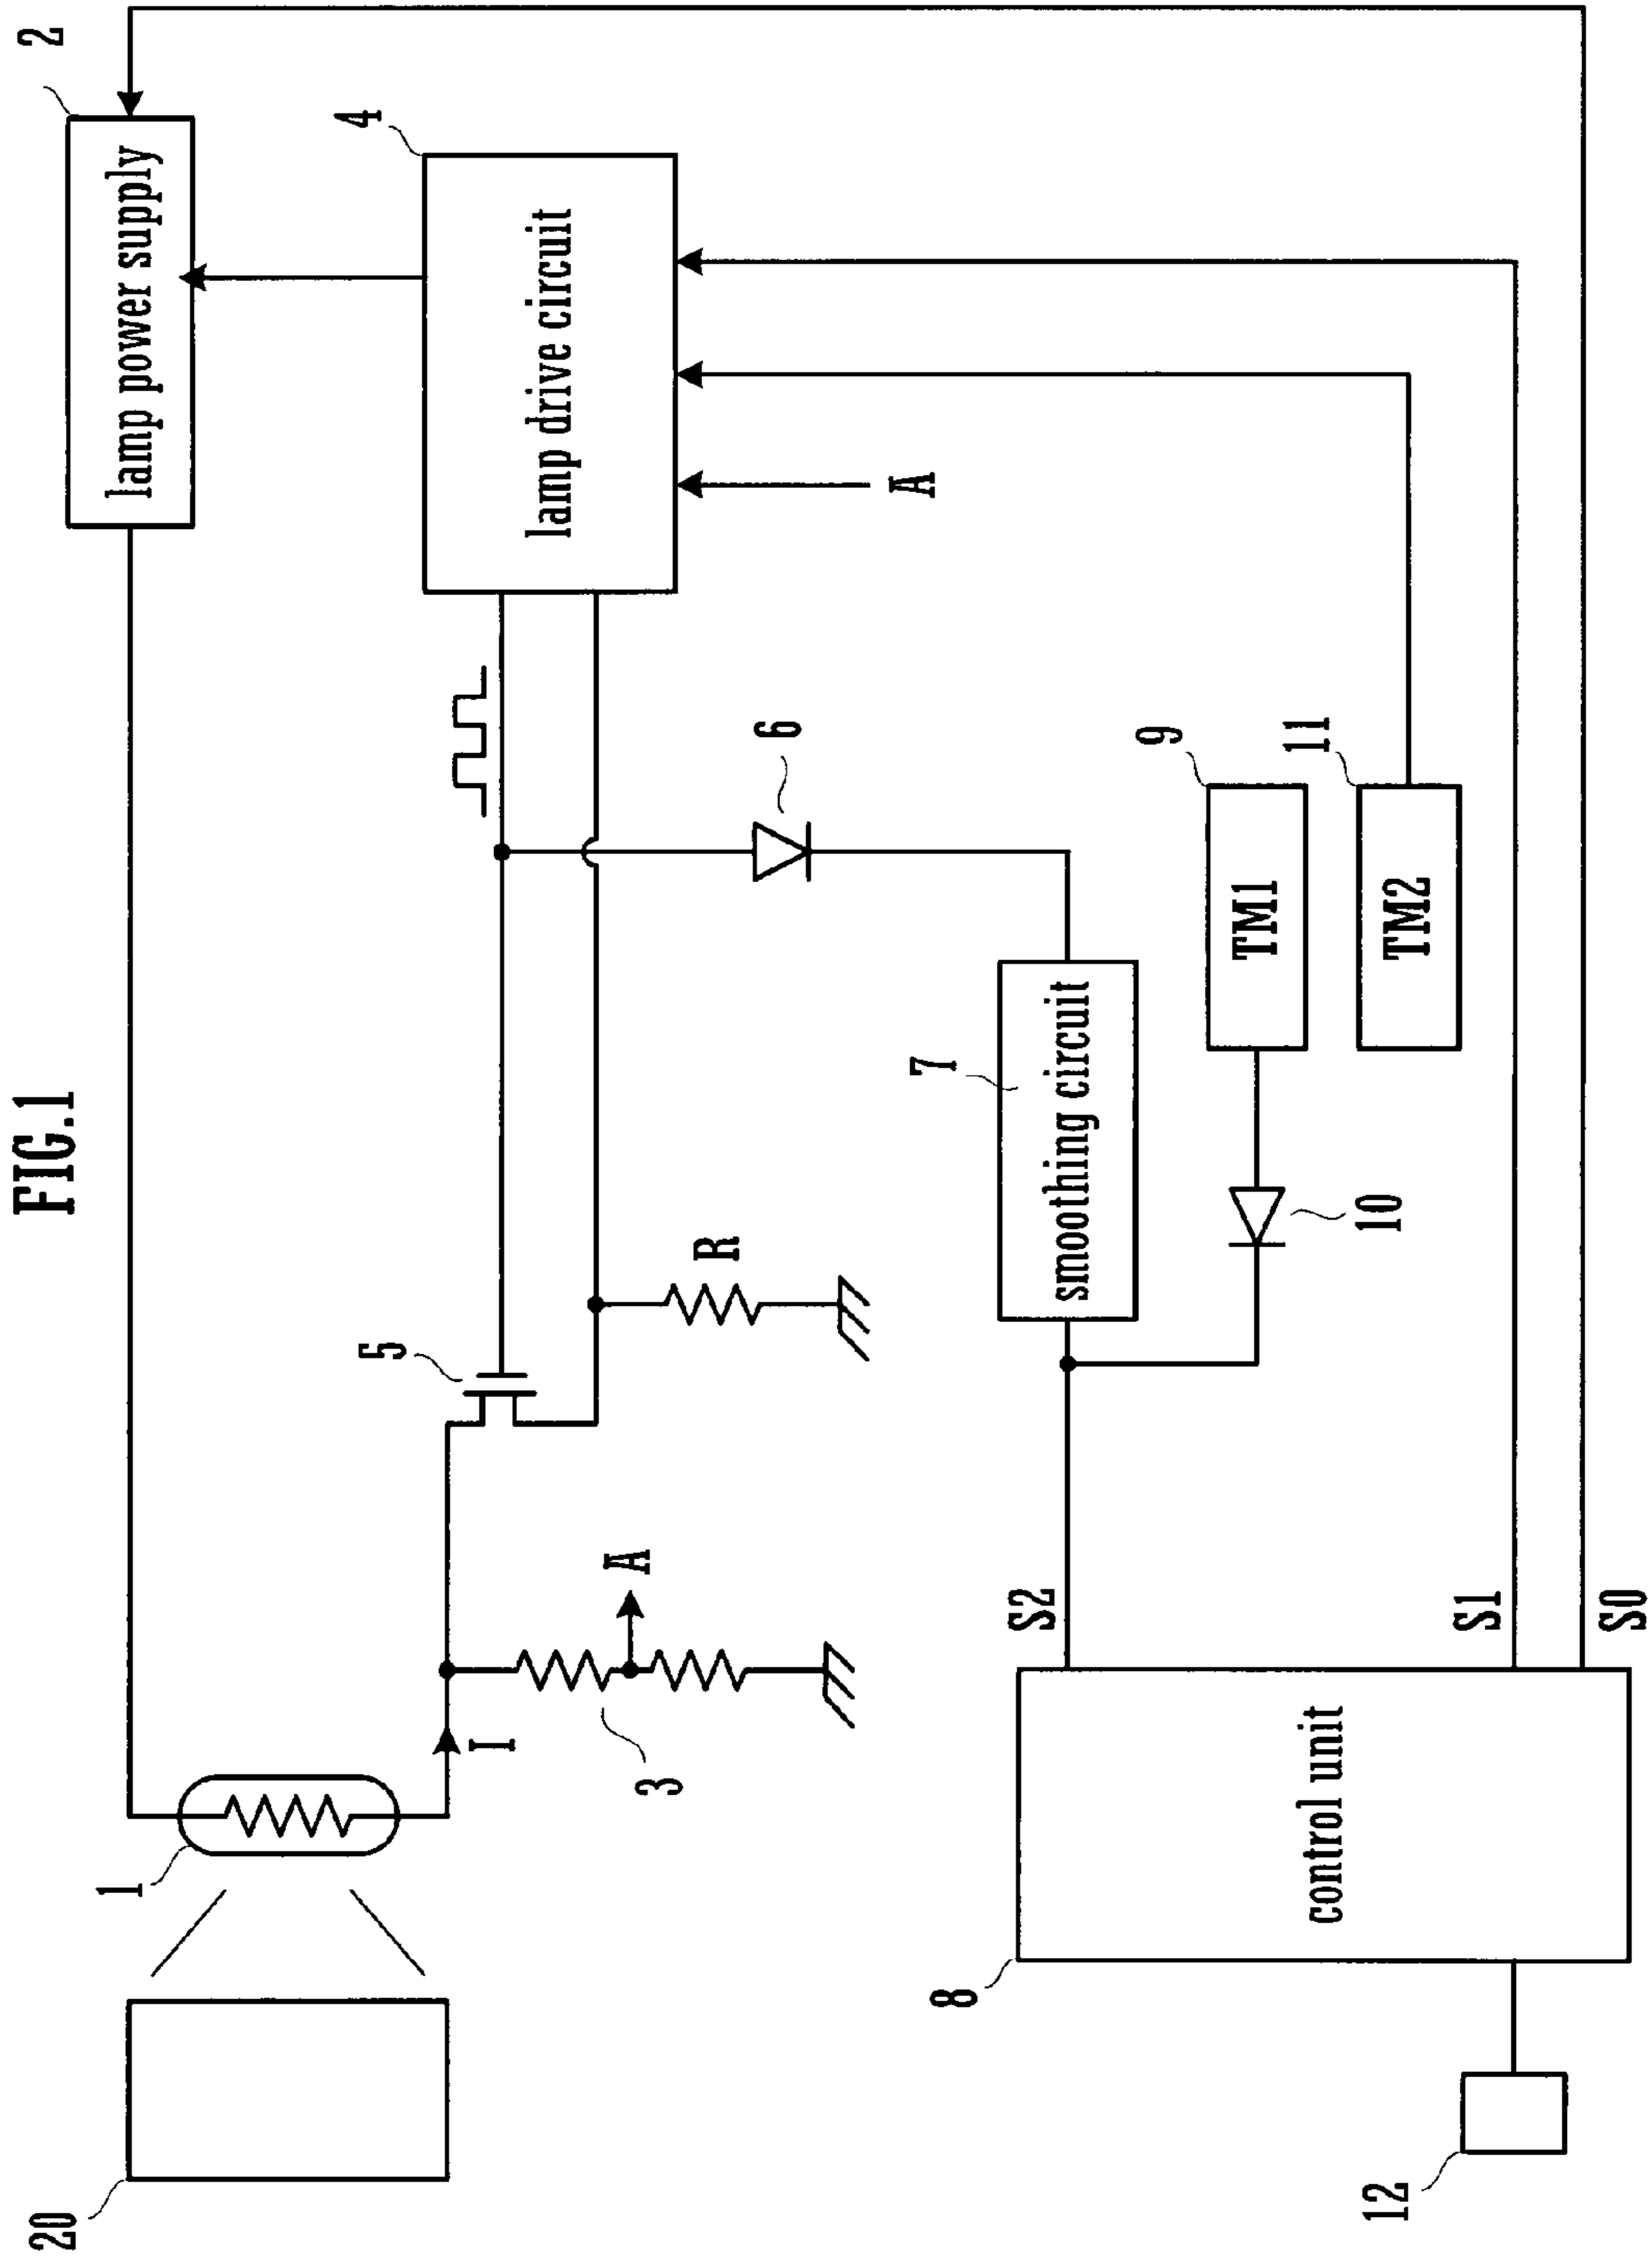 FIG.1
20
1
2
lamp power supply
I
3
A
5
R
4
lamp drive circuit
A
6
7
smoothing circuit
9
TM1
10
11
TM2
8
control unit
S2
S1
S0
12